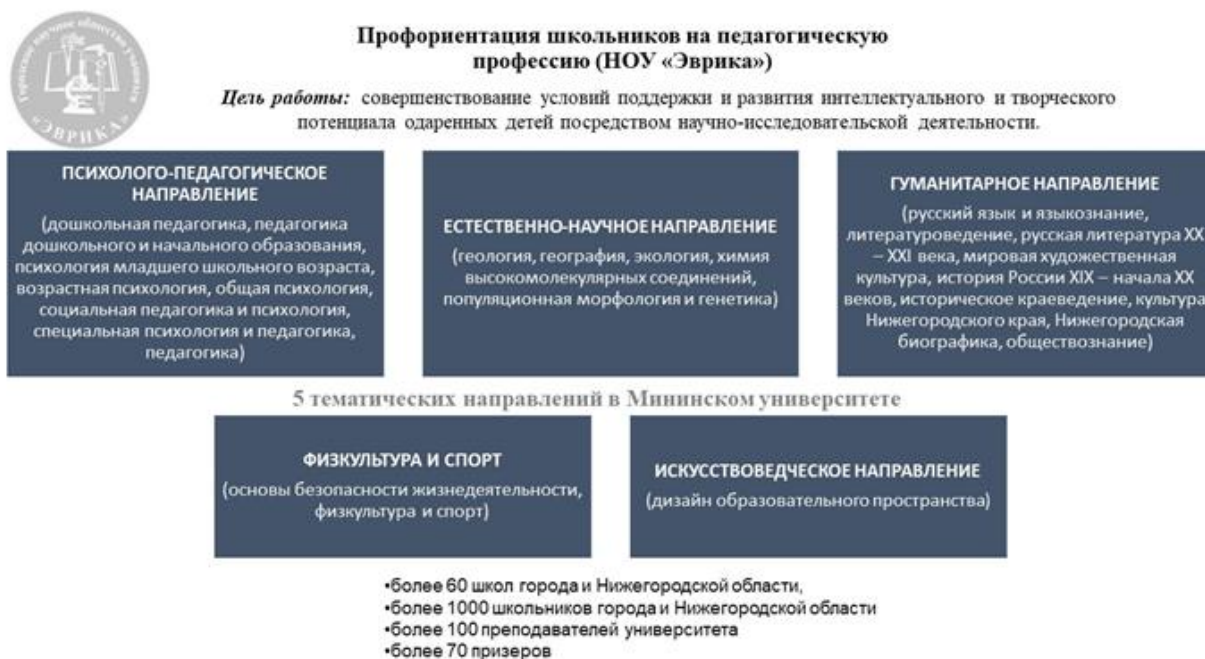 Городское научное общество учащихся
«ЭВРИКА»
Профориентация школьников на педагогическую
профессию (НОУ «Эврика»)
Цель работы: совершенствование условий поддержки и развития интеллектуального и творческого
потенциала одаренных детей посредством научно-исследовательской деятельности.
ПСИХОЛОГО-ПЕДАГОГИЧЕСКОЕ
НАПРАВЛЕНИЕ
(дошкольная педагогика, педагогика
дошкольного и начального образования,
психология младшего школьного возраста,
возрастная психология, общая психология,
социальная педагогика и психология,
специальная психология и педагогика,
педагогика)
ЕСТЕСТВЕННО-НАУЧНОЕ НАПРАВЛЕНИЕ
(геология, география, экология, химия
высокомолекулярных соединений,
популяционная морфология и генетика)
ГУМАНИТАРНОЕ НАПРАВЛЕНИЕ
(русский язык и языкознание,
литературоведение, русская литература XX
– XXI века, мировая художественная
культура, история России XIX – начала XX
веков, историческое краеведение, культура
Нижегородского края, Нижегородская
биографика, обществознание)
5 тематических направлений в Мининском университете
ФИЗКУЛЬТУРА И СПОРТ
(основы безопасности жизнедеятельности,
физкультура и спорт)
ИСКУССТВОВЕДЧЕСКОЕ НАПРАВЛЕНИЕ
(дизайн образовательного пространства)
•более 60 школ города и Нижегородской области,
•более 1000 школьников города и Нижегородской области
•более 100 преподавателей университета
•более 70 призеров